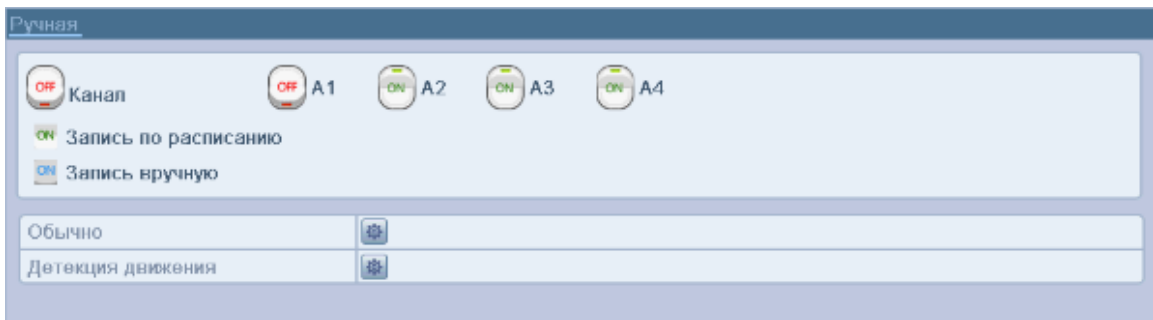 Ручная
OFF Канал OFF A1 ON A2 ON A3 ON A4
ON Запись по расписанию
ON Запись вручную
Обычно
Детекция движения